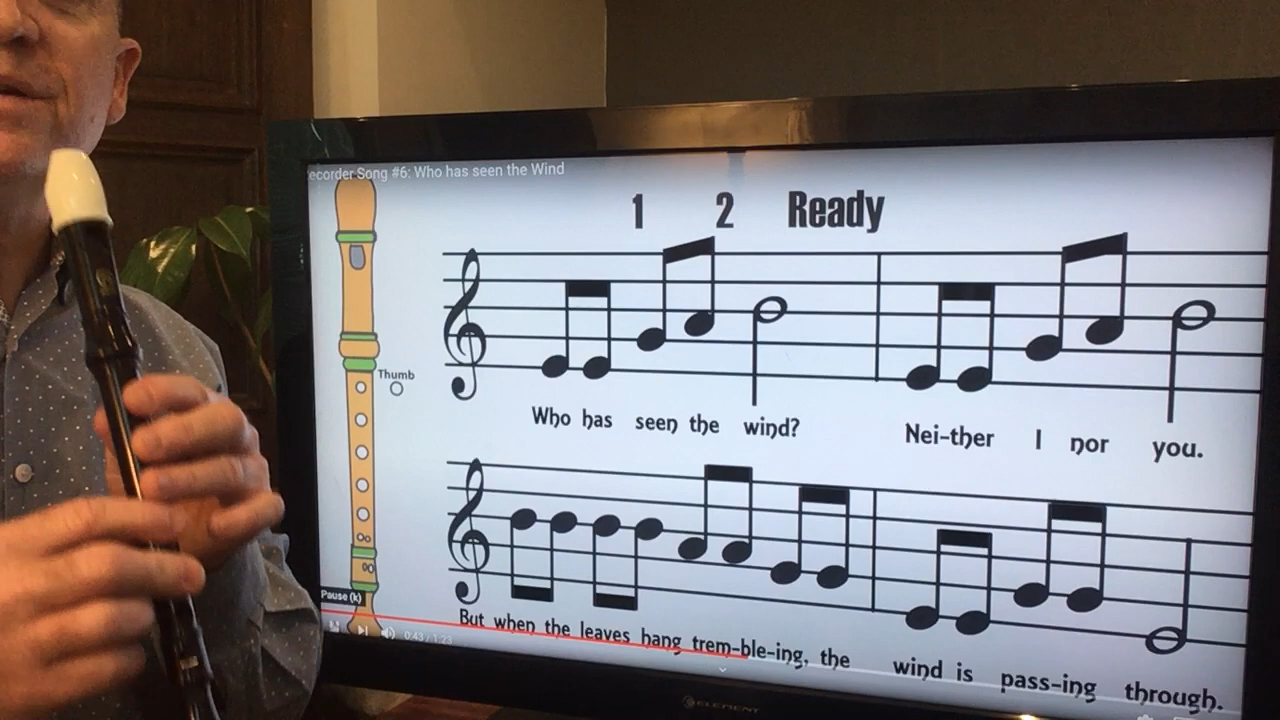 ecorder Song #6: Who has seen the Wind
1 2 Ready
Thumb
Who has seen the wind? Nei-ther I nor you.
Pause (k)
0:43 / 1:23
But when the leaves hang trem-ble-ing, the wind is pass-ing through.
ELEMENT